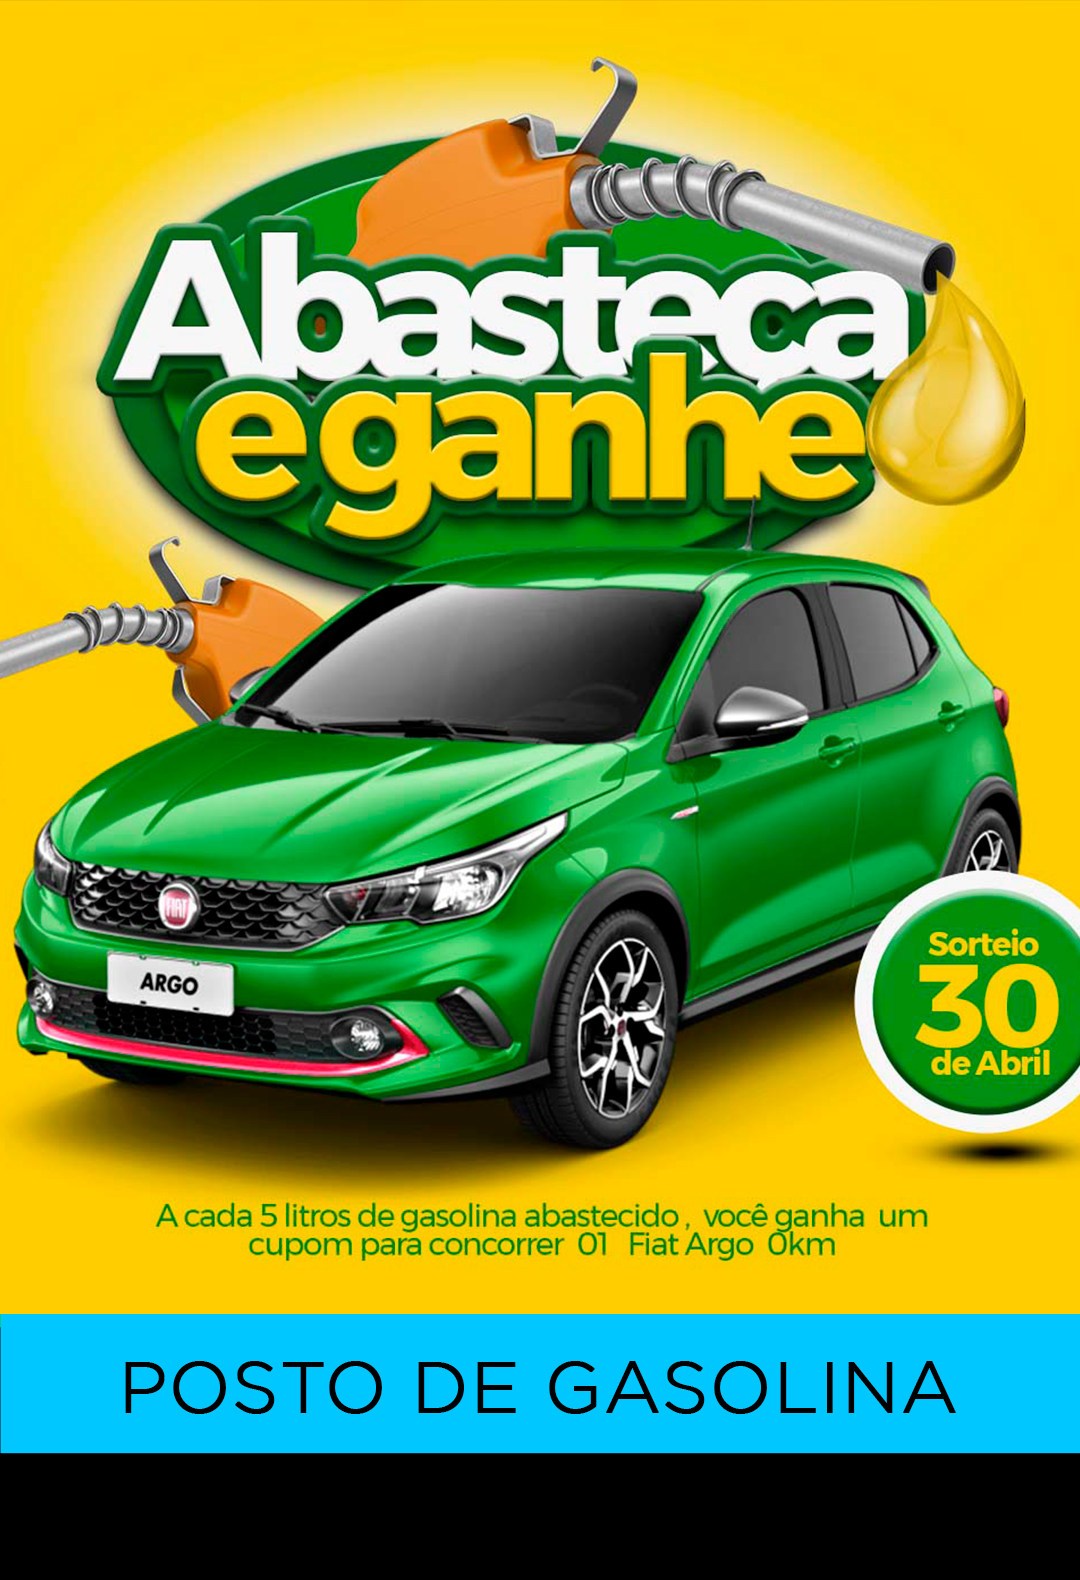 Abasteça
e ganhe
FIAT
ARGO
Sorteio
30
de Abril
A cada 5 litros de gasolina abastecido , você ganha um
cupom para concorrer 01 Fiat Argo 0km
POSTO DE GASOLINA